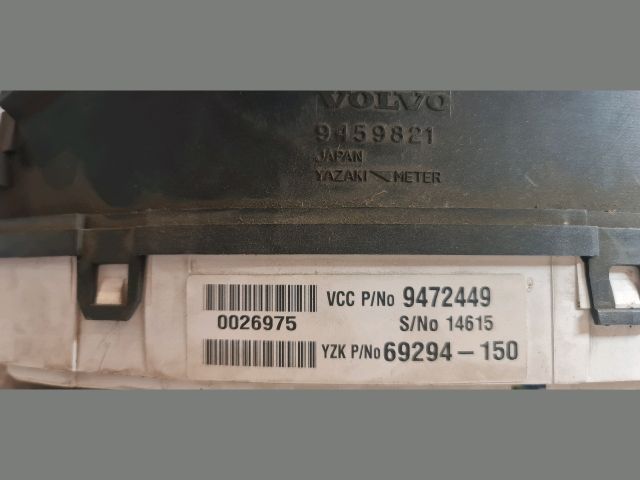 VOLVO
9459821
JAPAN
YAZAKI METER
VCC P/No 9472449
0026975 S/No 14615
YZK P/No 69294-150